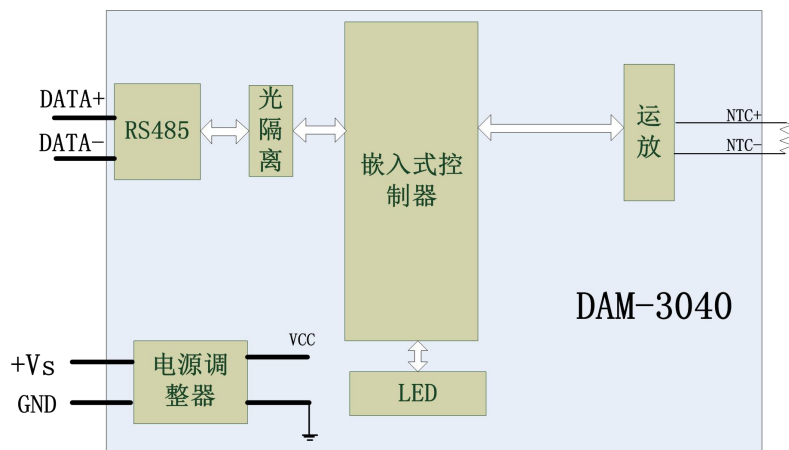 DATA+
DATA-
RS485
光
隔
离
嵌入式控
制器
运
放
NTC+
NTC-
DAM-3040
+Vs
GND
电源调
整器
VCC
LED